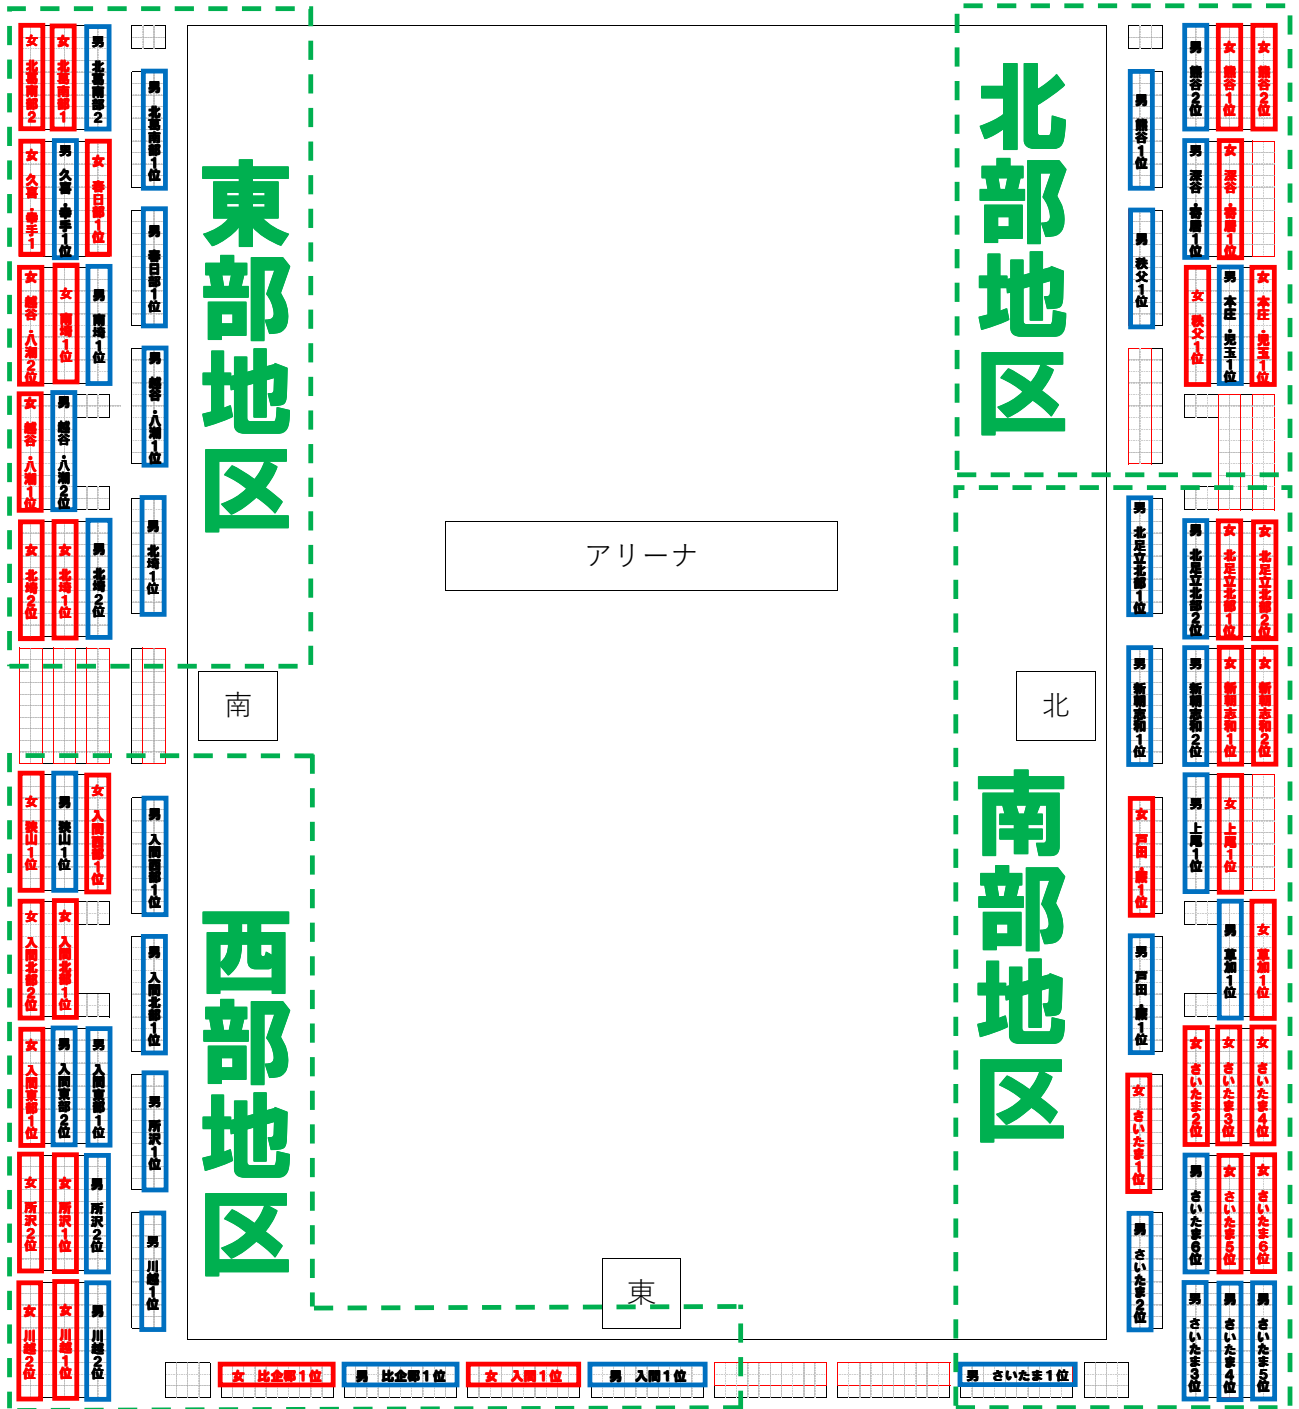 女 北葛南部2
女 北葛南部1
男 北葛南部2
男 北葛南部1位
女 久喜・幸手1
男 久喜・幸手1位
女 春日部1位
男 春日部1位
女 越谷・八潮2位
女 南埼1位
男 南埼1位
男 越谷・八潮1位
女 越谷・八潮1位
男 越谷・八潮2位
女 北埼2位
女 北埼1位
男 北埼2位
男 北埼1位
東部地区
南
女 狭山1位
男 狭山1位
女 入間西部1位
男 入間西部1位
女 入間北部2位
女 入間北部1位
男 入間北部1位
女 入間東部1位
男 入間東部2位
男 入間東部1位
男 所沢1位
女 所沢2位
女 所沢1位
男 所沢2位
男 川越1位
女 川越2位
女 川越1位
男 川越2位
西部地区
アリーナ
東
女 比企郡1位
男 比企郡1位
女 入間1位
男 入間1位
男 さいたま1位
北部地区
男 熊谷1位
男 熊谷2位
女 熊谷1位
女 熊谷2位
男 秩父1位
男 深谷・寄居1位
女 深谷・寄居1位
女 秩父1位
男 本庄・児玉1位
女 本庄・児玉1位
北
南部地区
男 北足立北部1位
男 北足立北部2位
女 北足立北部1位
女 北足立北部2位
男 新朝志和1位
男 新朝志和2位
女 新朝志和1位
女 新朝志和2位
女 戸田・蕨1位
男 上尾1位
女 上尾1位
男 戸田・蕨1位
男 草加1位
女 草加1位
女 さいたま1位
女 さいたま2位
女 さいたま3位
女 さいたま4位
男 さいたま2位
男 さいたま6位
女 さいたま5位
女 さいたま6位
男 さいたま3位
男 さいたま4位
男 さいたま5位